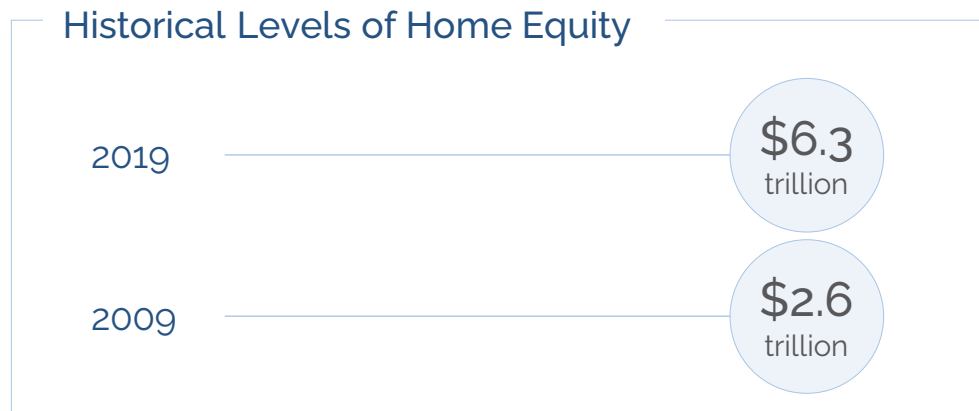 Historical Levels of Home Equity
2019
$6.3
trillion
2009
$2.6
trillion